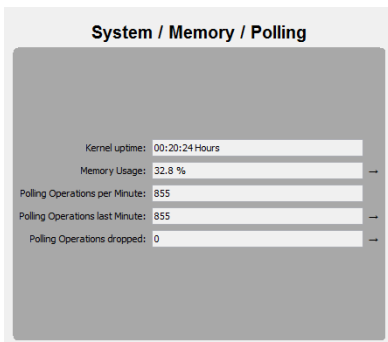 System / Memory / Polling
Kernel uptime: 00:20:24 Hours
Memory Usage: 32.8 % →
Polling Operations per Minute: 855
Polling Operations last Minute: 855 →
Polling Operations dropped: 0 →